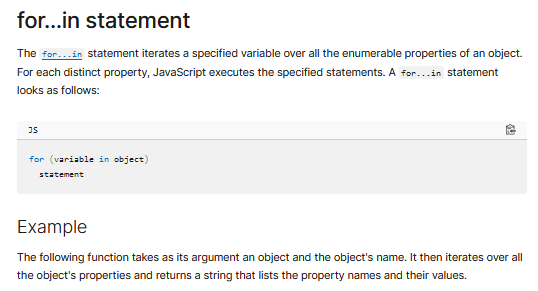 for...in statement
The for...in statement iterates a specified variable over all the enumerable properties of an object.
For each distinct property, JavaScript executes the specified statements. A for...in statement
looks as follows:
JS
for (variable in object)
  statement
Example
The following function takes as its argument an object and the object's name. It then iterates over all
the object's properties and returns a string that lists the property names and their values.